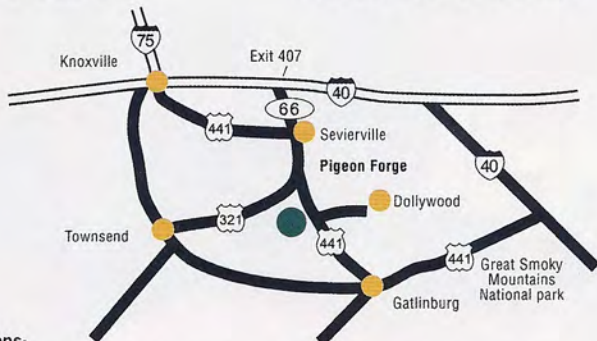 75
Knoxville
Exit 407
40
66
441
Sevierville
Pigeon Forge
40
Dollywood
321
Townsend
441
441
Great Smoky
Mountains
National park
Gatlinburg